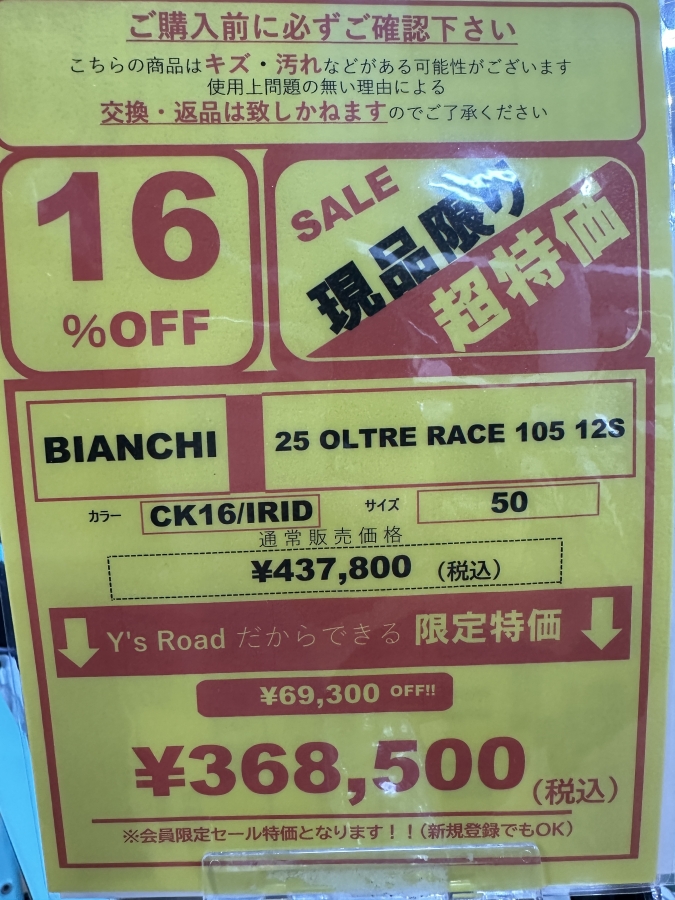 ご購入前に必ずご確認下さい
こちらの商品はキズ・汚れなどがある可能性がございます
使用上問題の無い理由による
交換・返品は致しかねますのでご了承ください
16
%OFF
SALE
現品限り
超特価
BIANCHI
25 OLTRE RACE 105 12S
カラー CK16/IRID サイズ 50
通常販売価格
¥437,800 (税込)
Y's Road だからできる 限定特価
¥69,300 OFF!!
¥368,500(税込)
※会員限定セール特価となります!!(新規登録でもOK)